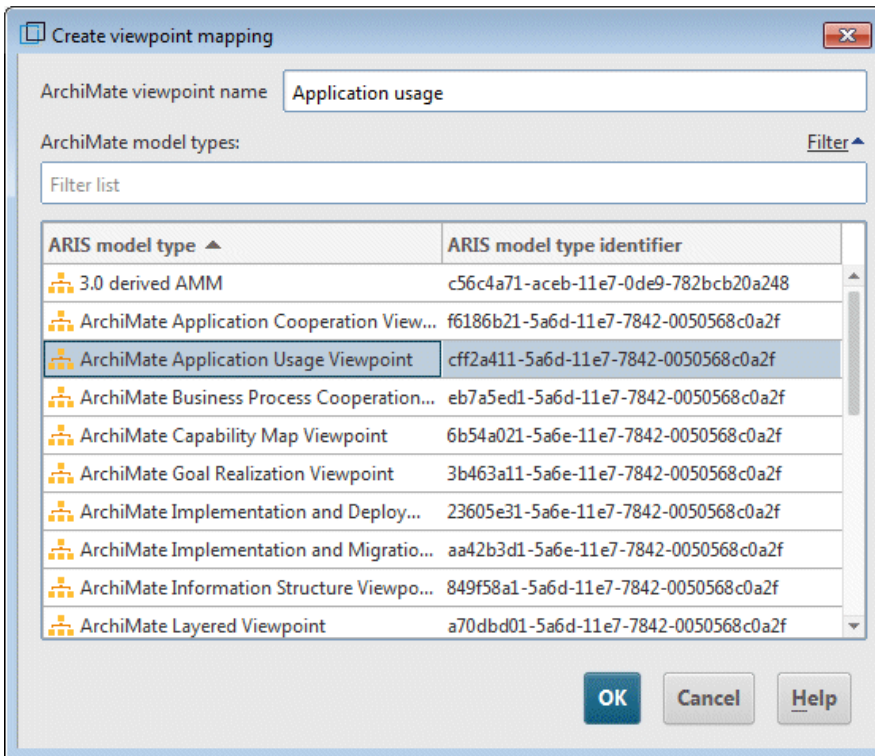 Create viewpoint mapping
ArchiMate viewpoint name Application usage
ArchiMate model types: Filter
Filter list
ARIS model type ARIS model type identifier
3.0 derived AMM c56c4a71-aceb-11e7-0de9-782bcb20a248
ArchiMate Application Cooperation View... f6186b21-5a6d-11e7-7842-0050568c0a2f
ArchiMate Application Usage Viewpoint cff2a411-5a6d-11e7-7842-0050568c0a2f
ArchiMate Business Process Cooperation... eb7a5ed1-5a6d-11e7-7842-0050568c0a2f
ArchiMate Capability Map Viewpoint 6b54a021-5a6e-11e7-7842-0050568c0a2f
ArchiMate Goal Realization Viewpoint 3b463a11-5a6e-11e7-7842-0050568c0a2f
ArchiMate Implementation and Deploy... 23605e31-5a6e-11e7-7842-0050568c0a2f
ArchiMate Implementation and Migratio... aa42b3d1-5a6e-11e7-7842-0050568c0a2f
ArchiMate Information Structure Viewpo... 849f58a1-5a6d-11e7-7842-0050568c0a2f
ArchiMate Layered Viewpoint a70dbd01-5a6d-11e7-7842-0050568c0a2f
OK Cancel Help